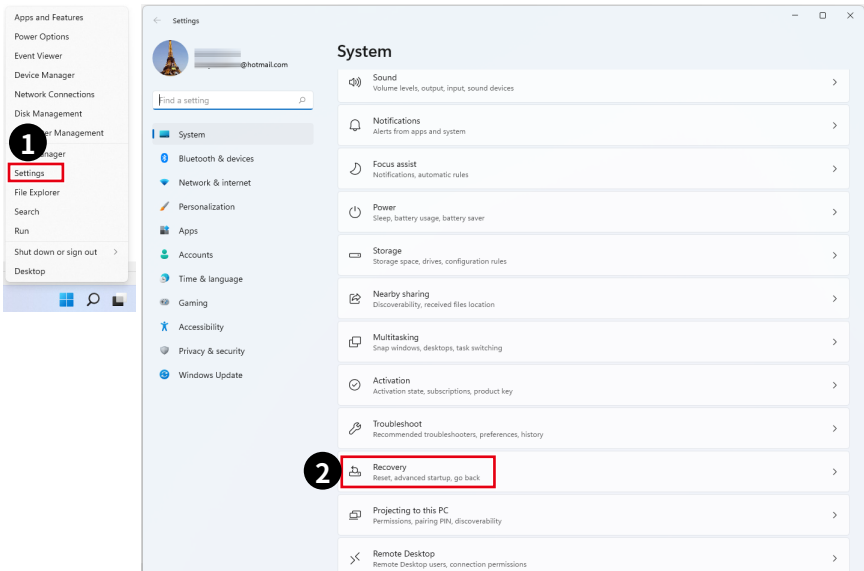 Apps and Features
Power Options
Event Viewer
Device Manager
Network Connections
Disk Management
Management
1
Settings
File Explorer
Search
Run
Shut down or sign out
Desktop
Settings
@hotmail.com
Find a setting
System
Bluetooth & devices
Network & internet
Personalization
Apps
Accounts
Time & language
Gaming
Accessibility
Privacy & security
Windows Update
System
Sound
Volume levels, output, input, sound devices
Notifications
Alerts from apps and system
Focus assist
Notifications, automatic rules
Power
Sleep, battery usage, battery saver
Storage
Storage space, drives, configuration rules
Nearby sharing
Discoverability, received files location
Multitasking
Snap windows, desktops, task switching
Activation
Activation state, subscriptions, product key
Troubleshoot
Recommended troubleshooters, preferences, history
2
Recovery
Reset, advanced startup, go back
Projecting to this PC
Permissions, pairing PIN, discoverability
Remote Desktop
Remote Desktop users, connection permissions